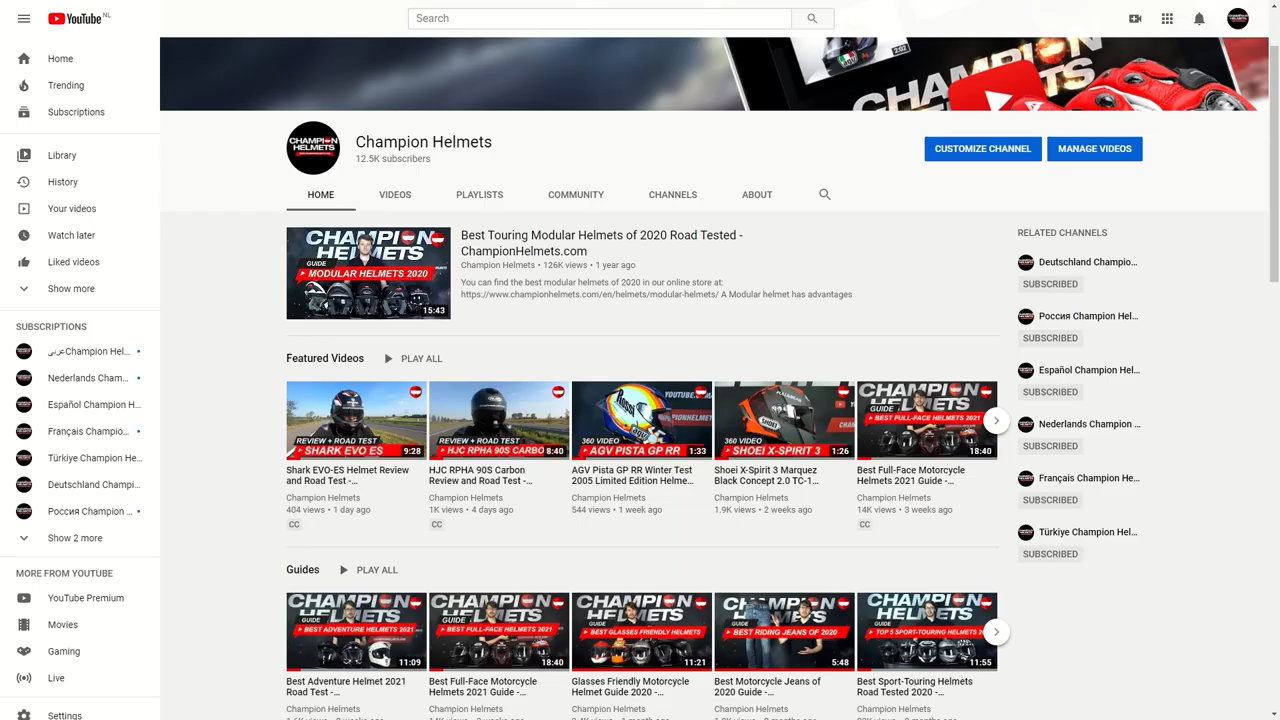 YouTube NL
Search
Home
Trending
Subscriptions
Library
History
Your videos
Watch later
Liked videos
Show more
SUBSCRIPTIONS
عربيChampion Hel...
Nederlands Cham...
Español Champion H...
Français Champio...
Türkiye Champion He...
Deutschland Champi...
Россия Champion ...
Show 2 more
MORE FROM YOUTUBE
YouTube Premium
Movies
Gaming
Live
Settings
CHAMPION
HELMETS
Champion Helmets
12.5K subscribers
CUSTOMIZE CHANNEL
MANAGE VIDEOS
HOME
VIDEOS
PLAYLISTS
COMMUNITY
CHANNELS
ABOUT
CHAMPION
HELMETS
GUIDE
MODULAR HELMETS 2020
15:43
Best Touring Modular Helmets of 2020 Road Tested -
ChampionHelmets.com
Champion Helmets • 126K views • 1 year ago
You can find the best modular helmets of 2020 in our online store at:
https://www.championhelmets.com/en/helmets/modular-helmets/ A Modular helmet has advantages
Featured Videos
PLAY ALL
REVIEW + ROAD TEST
SHARK EVO ES
9:28
Shark EVO-ES Helmet Review
and Road Test -...
Champion Helmets
404 views • 1 day ago
CC
REVIEW + ROAD TEST
HJC RPHA 90S CARBO
8:40
HJC RPHA 90S Carbon
Review and Road Test -...
Champion Helmets
1K views • 4 days ago
CC
360 VIDEO
AGV PISTA GP RR
1:33
AGV Pista GP RR Winter Test
2005 Limited Edition Helme...
Champion Helmets
544 views • 1 week ago
360 VIDEO
SHOEI X-SPIRIT 3
1:26
Shoei X-Spirit 3 Marquez
Black Concept 2.0 TC-1...
Champion Helmets
1.9K views • 2 weeks ago
CHAMPION
GUIDE
BEST FULL-FACE HELMETS 2021
18:40
Best Full-Face Motorcycle
Helmets 2021 Guide -...
Champion Helmets
14K views • 3 weeks ago
CC
Guides
PLAY ALL
CHAMPION
HELMETS
GUIDE
BEST ADVENTURE HELMETS 2021
11:09
Best Adventure Helmet 2021
Road Test -...
Champion Helmets
CHAMPION
HELMETS
GUIDE
BEST FULL-FACE HELMETS 2021
18:40
Best Full-Face Motorcycle
Helmets 2021 Guide -...
Champion Helmets
CHAMPION
HELMETS
GUIDE
BEST GLASSES FRIENDLY HELMETS
11:21
Glasses Friendly Motorcycle
Helmet Guide 2020 -...
Champion Helmets
CHAMPION
HELMETS
GUIDE
BEST RIDING JEANS OF 2020
5:48
Best Motorcycle Jeans of
2020 Guide -...
Champion Helmets
CHAMPION
HELMETS
GUIDE
TOP 5 SPORT-TOURING HELMETS 2
11:55
Best Sport-Touring Helmets
Road Tested 2020 -...
Champion Helmets
RELATED CHANNELS
Deutschland Champio...
SUBSCRIBED
Россия Champion Hel...
SUBSCRIBED
Español Champion Hel...
SUBSCRIBED
Nederlands Champion ...
SUBSCRIBED
Français Champion He...
SUBSCRIBED
Türkiye Champion Hel...
SUBSCRIBED